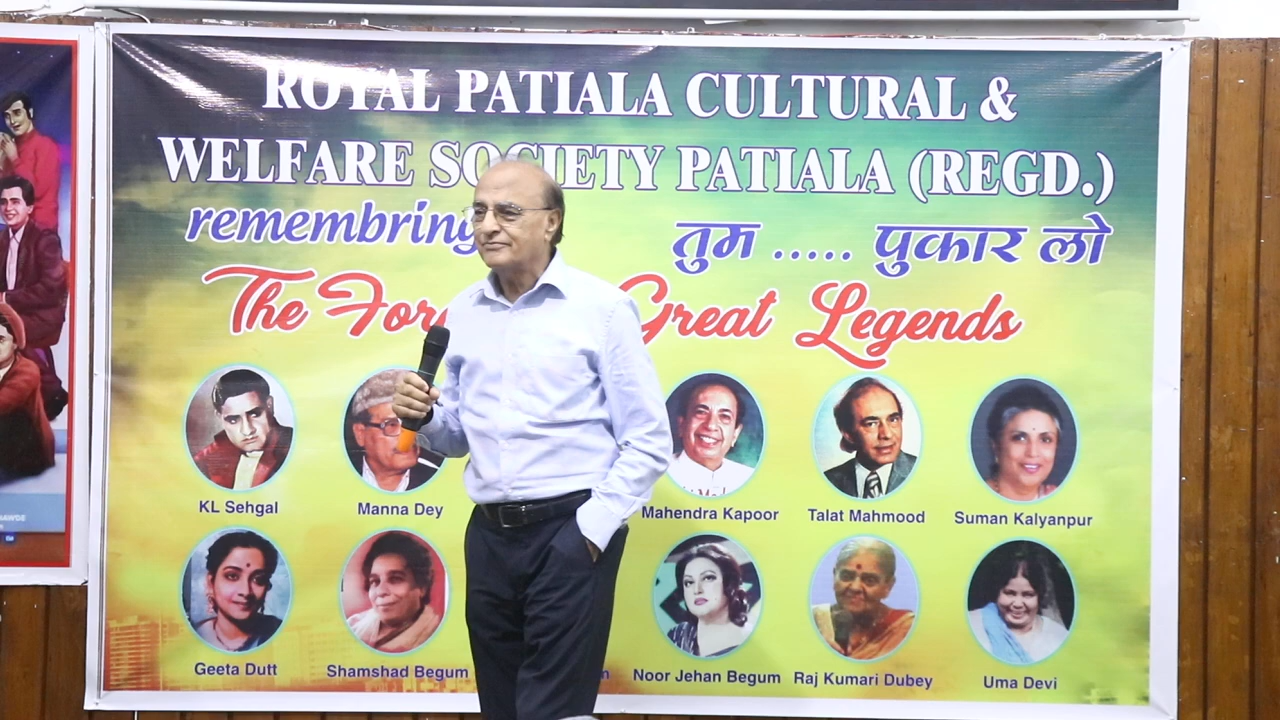 ROYAL PATIALA CULTURAL &
WELFARE SOCIETY PATIALA (REGD.)
remembring तुम ..... पुकार लो
The Great Legends
KL Sehgal Manna Dey Mahendra Kapoor Talat Mahmood Suman Kalyanpur
Geeta Dutt Shamshad Begum Noor Jehan Begum Raj Kumari Dubey Uma Devi